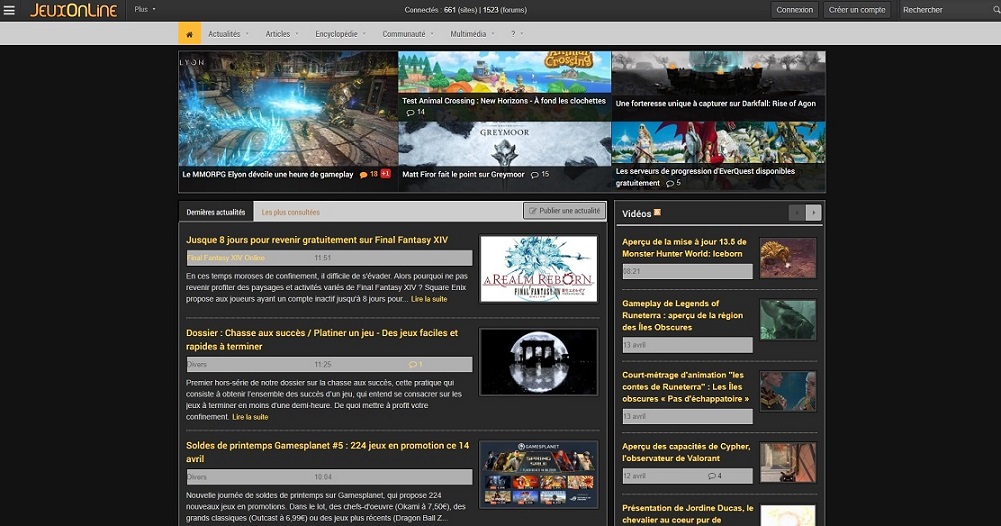 JEUXONLINE Plus Connectés : 661 (sites) | 1523 (forums) Connexion Créer un compte Rechercher
Actualités Articles Encyclopédie Communauté Multimédia ?
LYON
Le MMORPG Elyon dévoile une heure de gameplay 18 +1
Animal
Crossing
Test Animal Crossing : New Horizons - À fond les clochettes
14
Une forteresse unique à capturer sur Darkfall: Rise of Agon
GREYMOOR
Matt Firor fait le point sur Greymoor 15
Les serveurs de progression d'EverQuest disponibles
gratuitement 5
Dernières actualités Les plus consultées Publier une actualité
Jusque 8 jours pour revenir gratuitement sur Final Fantasy XIV
Final Fantasy XIV Online 11:51
En ces temps moroses de confinement, il difficile de s'évader. Alors pourquoi ne pas
revenir profiter des paysages et activités variés de Final Fantasy XIV ? Square Enix
propose aux joueurs ayant un compte inactif jusqu'à 8 jours pour... Lire la suite
A REALM REBORN
FINAL FANTASY XIV
Dossier : Chasse aux succès / Platiner un jeu - Des jeux faciles et
rapides à terminer
Divers 11:25 1
Premier hors-série de notre dossier sur la chasse aux succès, cette pratique qui
consiste à obtenir l'ensemble des succès d'un jeu, qui entend se consacrer sur les
jeux à terminer en moins d'une demi-heure. De quoi mettre à profit votre
confinement. Lire la suite
Soldes de printemps Gamesplanet #5 : 224 jeux en promotion ce 14
avril
Divers 10:04
Nouvelle journée de soldes de printemps sur Gamesplanet, qui propose 224
nouveaux jeux en promotions. Dans le lot, des chefs-d'oeuvre (Okami à 7,50€), des
grands classiques (Outcast à 6,99€) ou des jeux plus récents (Dragon Ball Z...
GAMESPLANET
Vidéos
Aperçu de la mise à jour 13.5 de
Monster Hunter World: Iceborn
08:21
Gameplay de Legends of
Runeterra : aperçu de la région
des Îles Obscures
13 avril
Court-métrage d'animation "les
contes de Runeterra" : Les Îles
obscures « Pas d'échappatoire »
13 avril
Aperçu des capacités de Cypher,
l'observateur de Valorant
12 avril 4
Présentation de Jordine Ducas, le
chevalier au coeur pur de